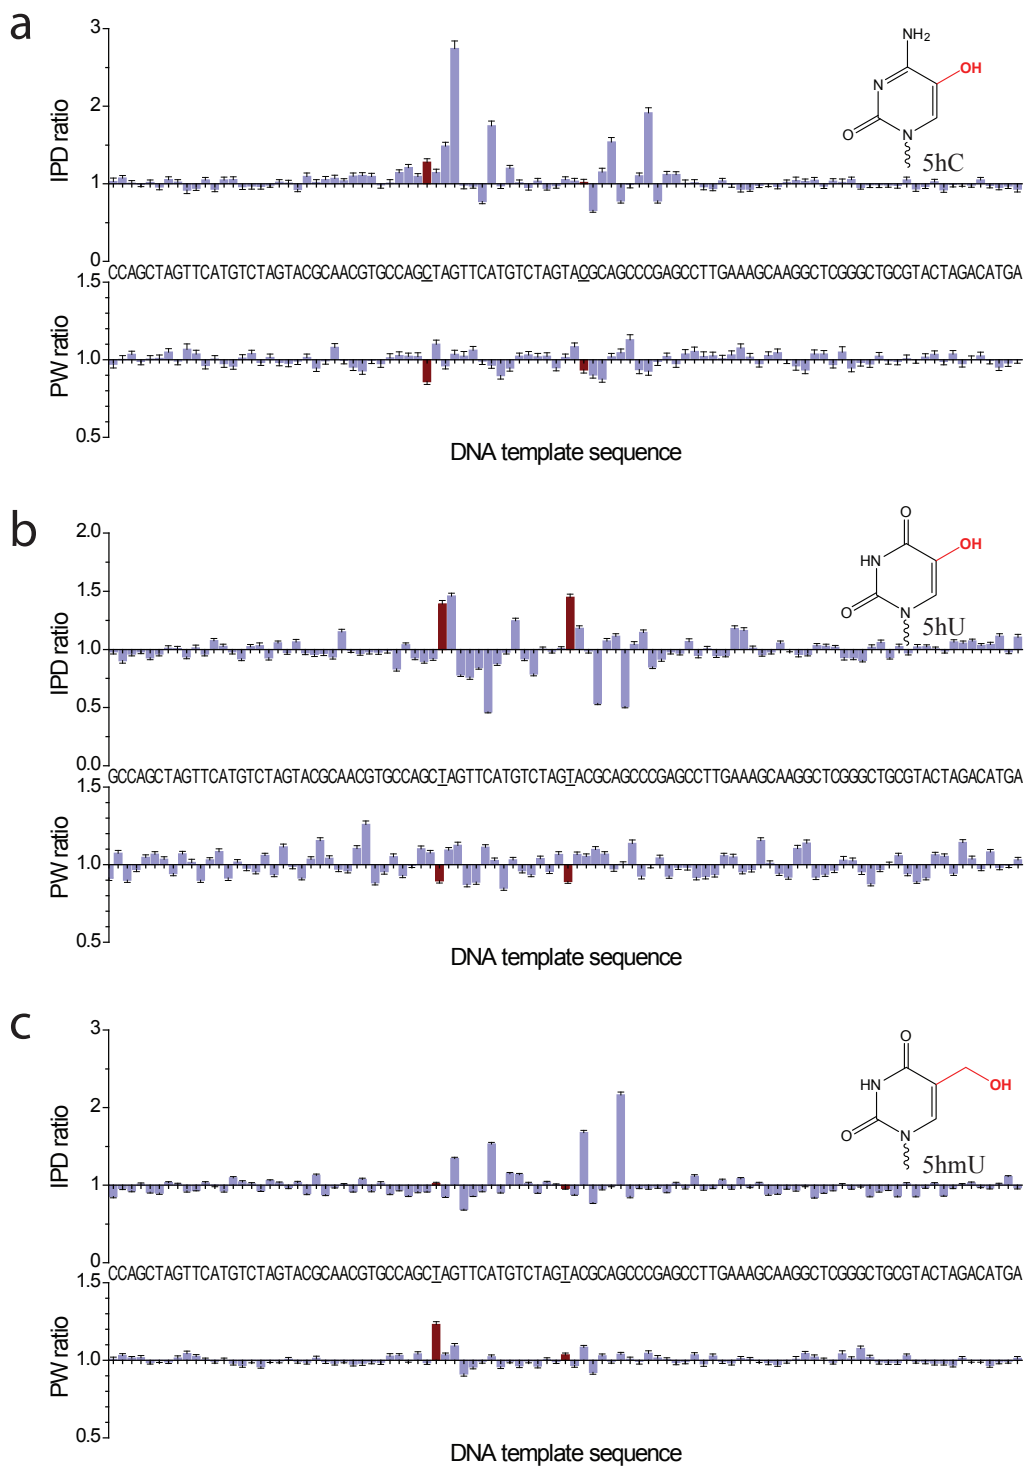 a
3
2
1
0
IPD ratio
NH₂
OH
N
O
N
5hC
CCAGCTAGTTCATGTCTAGTACGCAACGTGCCAGCTAGTTCATGTCTAGTACGCAGCCCGAGCCTTGAAAGCAAGGCTCGGGCTGCGTACTAGACATGA
1.5
1.0
0.5
PW ratio
DNA template sequence
b
2.0
1.5
1.0
0.5
0.0
IPD ratio
O
OH
HN
O
N
5hU
GCCAGCTAGTTCATGTCTAGTACGCAACGTGCCAGCTAGTTCATGTCTAGTACGCAGCCCGAGCCTTGAAAGCAAGGCTCGGGCTGCGTACTAGACATGA
1.5
1.0
0.5
PW ratio
DNA template sequence
c
3
2
1
0
IPD ratio
O
HN
OH
O
N
5hmU
CCAGCTAGTTCATGTCTAGTACGCAACGTGCCAGCTAGTTCATGTCTAGTACGCAGCCCGAGCCTTGAAAGCAAGGCTCGGGCTGCGTACTAGACATGA
1.5
1.0
0.5
PW ratio
DNA template sequence